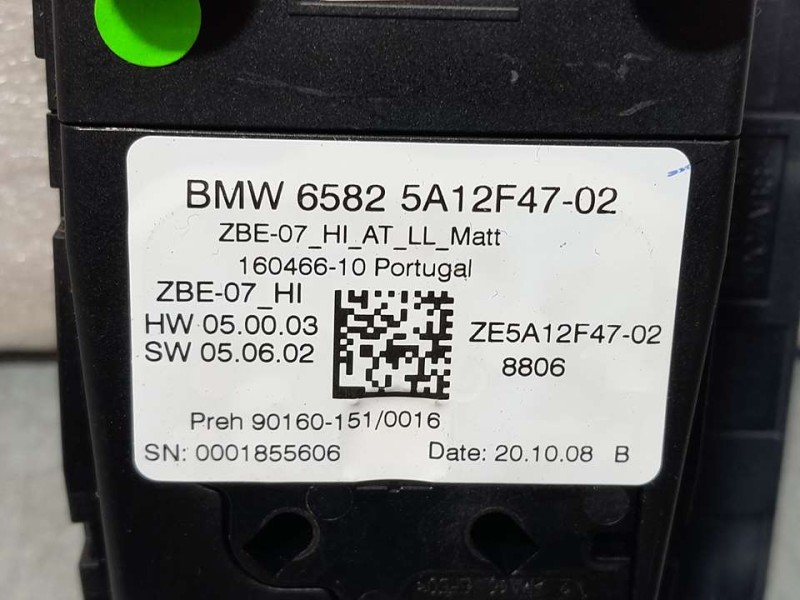 BMW 6582 5A12F47-02
ZBE-07_HI_AT_LL_Matt
160466-10 Portugal
ZBE-07_HI
HW 05.00.03
SW 05.06.02
ZE5A12F47-02
8806
Preh 90160-151/0016
SN: 0001855606 Date: 20.10.08 B